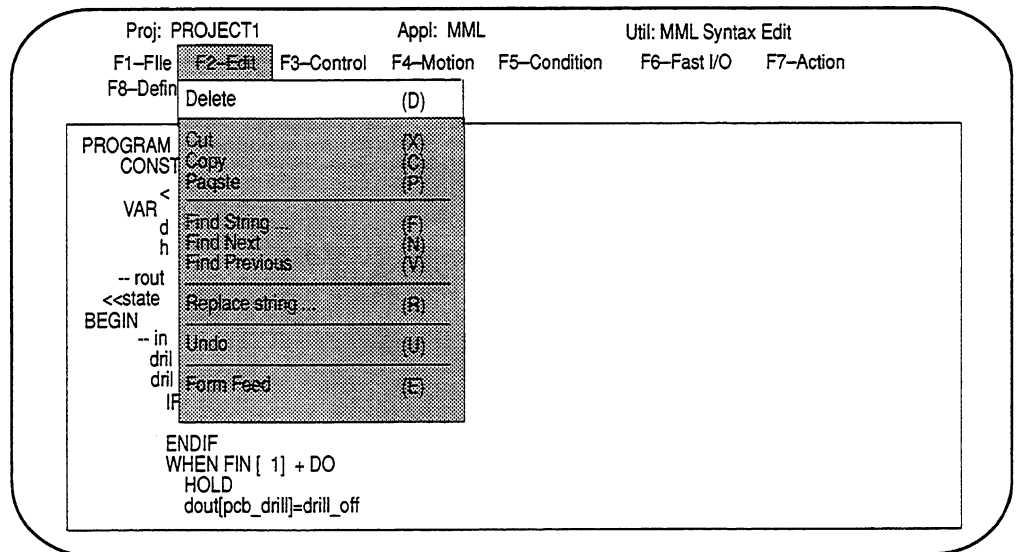 Proj: PROJECT1 Appl: MML Util: MML Syntax Edit
F1–File F2–Edit F3–Control F4–Motion F5–Condition F6–Fast I/O F7–Action
F8–Defin
Delete (D)
Cut (X)
Copy (C)
Paqste (P)
Find String ... (F)
Find Next (N)
Find Previous (V)
Replace string ... (R)
Undo (U)
Form Feed (E)
PROGRAM
CONST
<
VAR
d
h
-- rout
<<state
BEGIN
-- in
dril
dril
IF
ENDIF
WHEN FIN [ 1] + DO
HOLD
dout[pcb_drill]=drill_off